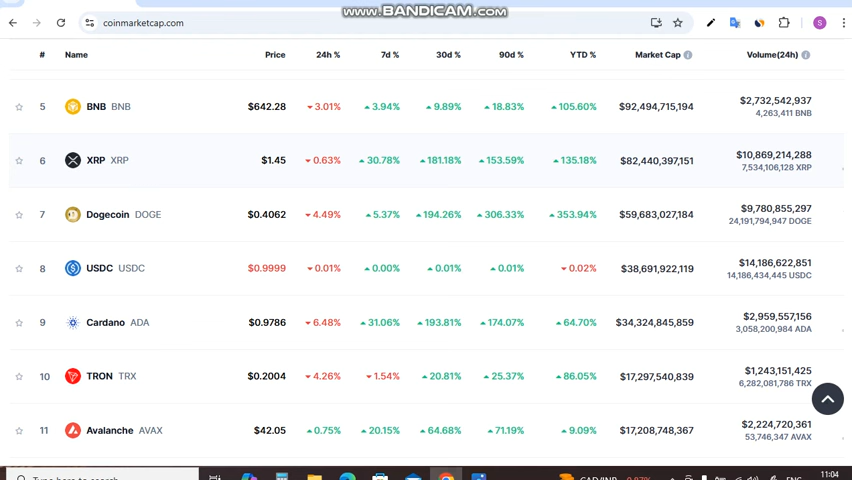 www.BANDICAM.com
coinmarketcap.com
S
# Name Price 24h % 7d % 30d % 90d % YTD % Market Cap Volume(24h)
5 BNB BNB $642.28 3.01% 3.94% 9.89% 18.83% 105.60% $92,494,715,194 $2,732,542,937
4,263,411 BNB
6 XRP XRP $1.45 0.63% 30.78% 181.18% 153.59% 135.18% $82,440,397,151 $10,869,214,288
7,534,106,128 XRP
7 Dogecoin DOGE $0.4062 4.49% 5.37% 194.26% 306.33% 353.94% $59,683,027,184 $9,780,855,297
24,191,794,947 DOGE
8 USDC USDC $0.9999 0.01% 0.00% 0.01% 0.01% 0.02% $38,691,922,119 $14,186,622,851
14,186,434,445 USDC
9 Cardano ADA $0.9786 6.48% 31.06% 193.81% 174.07% 64.70% $34,324,845,859 $2,959,557,156
3,058,200,984 ADA
10 TRON TRX $0.2004 4.26% 1.54% 20.81% 25.37% 86.05% $17,297,540,839 $1,243,151,425
6,282,081,786 TRX
11 Avalanche AVAX $42.05 0.75% 20.15% 64.68% 71.19% 9.09% $17,208,748,367 $2,224,720,361
53,746,347 AVAX
Type here to search
CAD/INR -0.87%
ENG
11:04